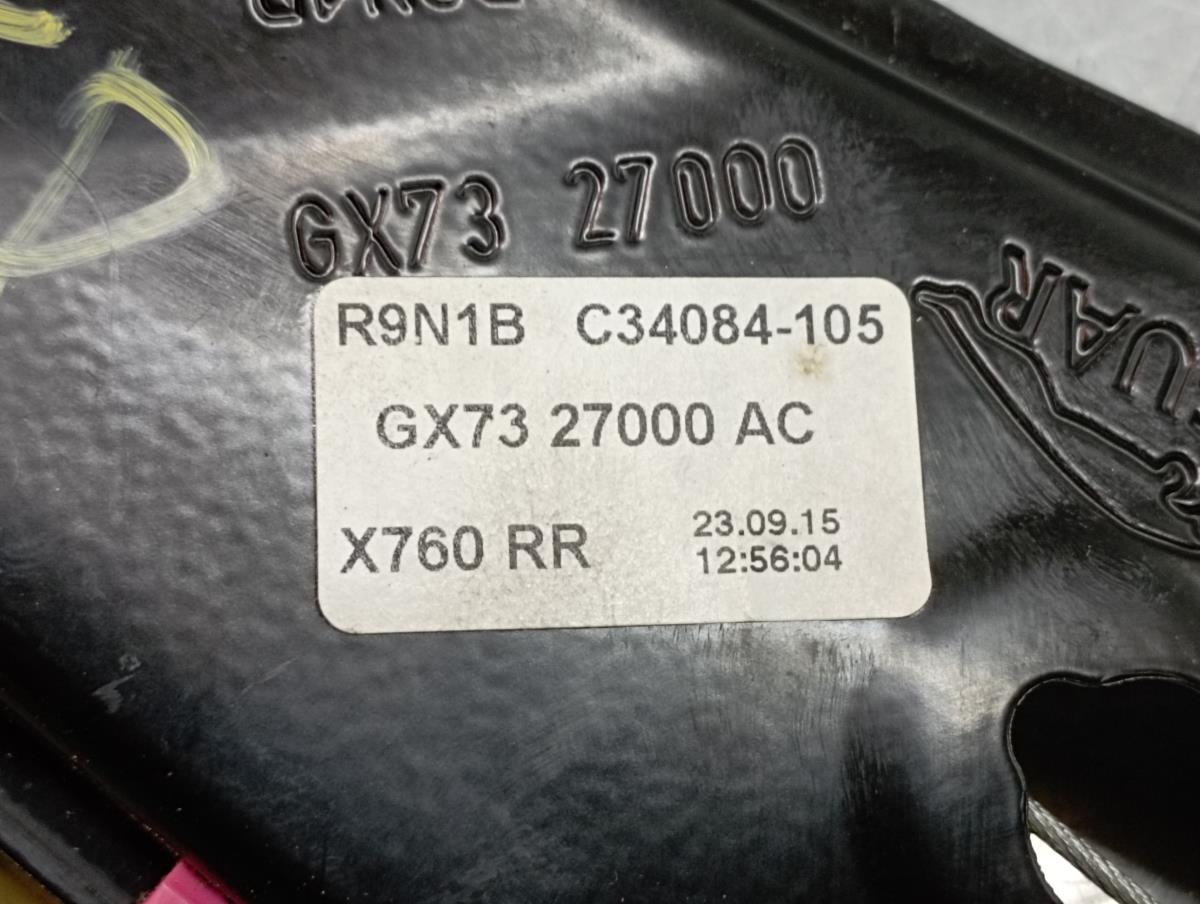 GX73 27000
R9N1B C34084-105
GX73 27000 AC
X760 RR
23.09.15
12:56:04